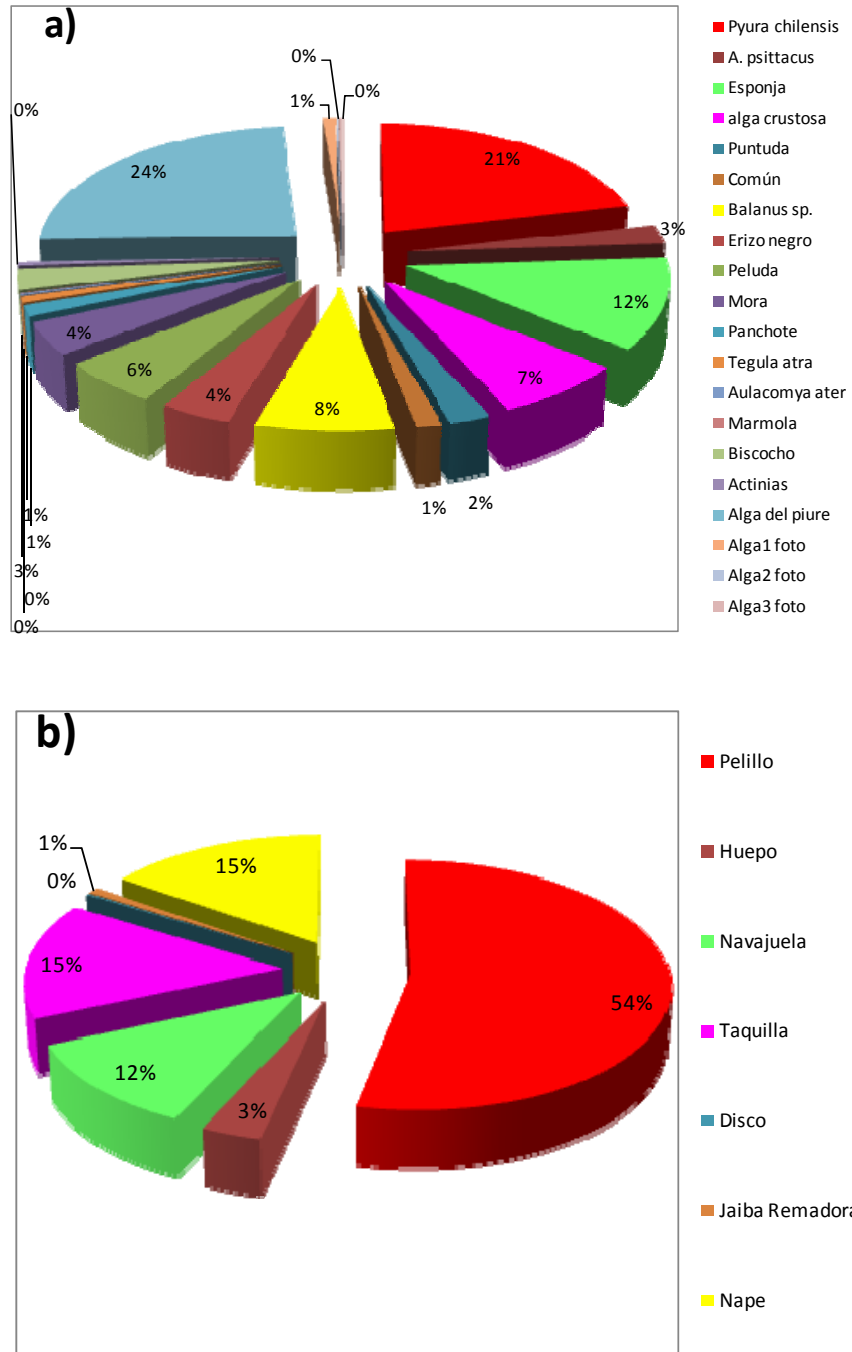 a)
0%
0%
0%
1%
21%
24%
3%
12%
7%
4%
6%
4%
8%
1%
2%
1%
1%
3%
0%
0%
Pyura chilensis
A. psittacus
Esponja
alga crustosa
Puntuda
Común
Balanus sp.
Erizo negro
Peluda
Mora
Panchote
Tegula atra
Aulacomya ater
Marmola
Biscocho
Actinias
Alga del piure
Alga1 foto
Alga2 foto
Alga3 foto
b)
1%
0%
15%
15%
54%
12%
3%
Pelillo
Huepo
Navajuela
Taquilla
Disco
Jaiba Remadora
Nape